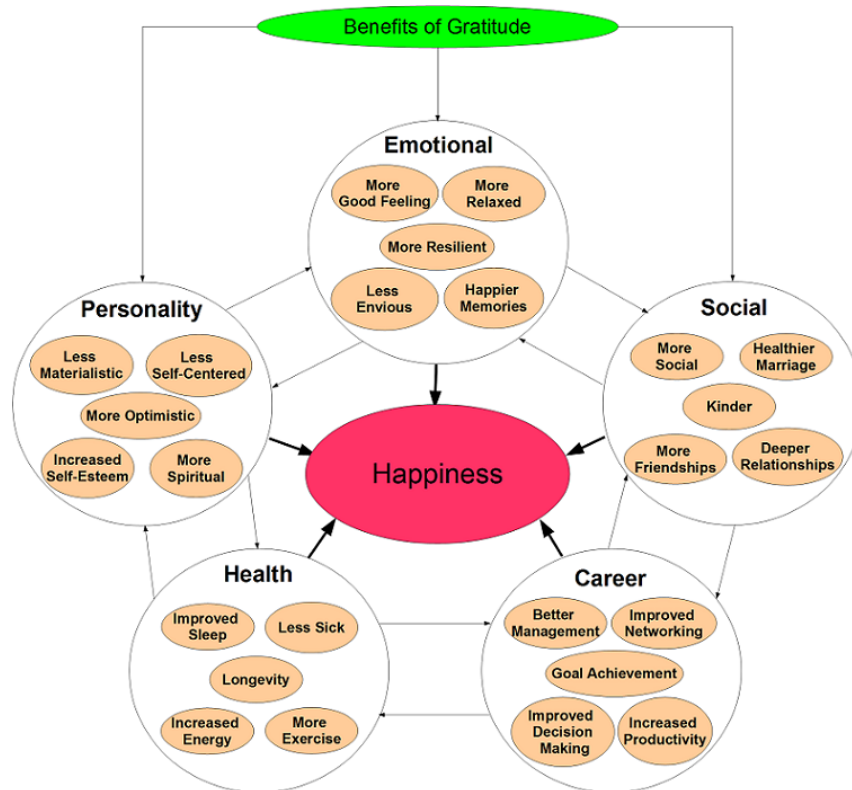 Benefits of Gratitude
Emotional
More
Good Feeling
More
Relaxed
More Resilient
Less
Envious
Happier
Memories
Personality
Less
Materialistic
Less
Self-Centered
More Optimistic
Increased
Self-Esteem
More
Spiritual
Social
More
Social
Healthier
Marriage
Kinder
More
Friendships
Deeper
Relationships
Happiness
Health
Improved
Sleep
Less Sick
Longevity
Increased
Energy
More
Exercise
Career
Better
Management
Improved
Networking
Goal Achievement
Improved
Decision
Making
Increased
Productivity